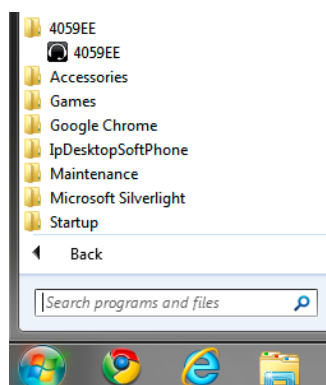 4059EE
4059EE
Accessories
Games
Google Chrome
IpDesktopSoftPhone
Maintenance
Microsoft Silverlight
Startup
Back
Search programs and files